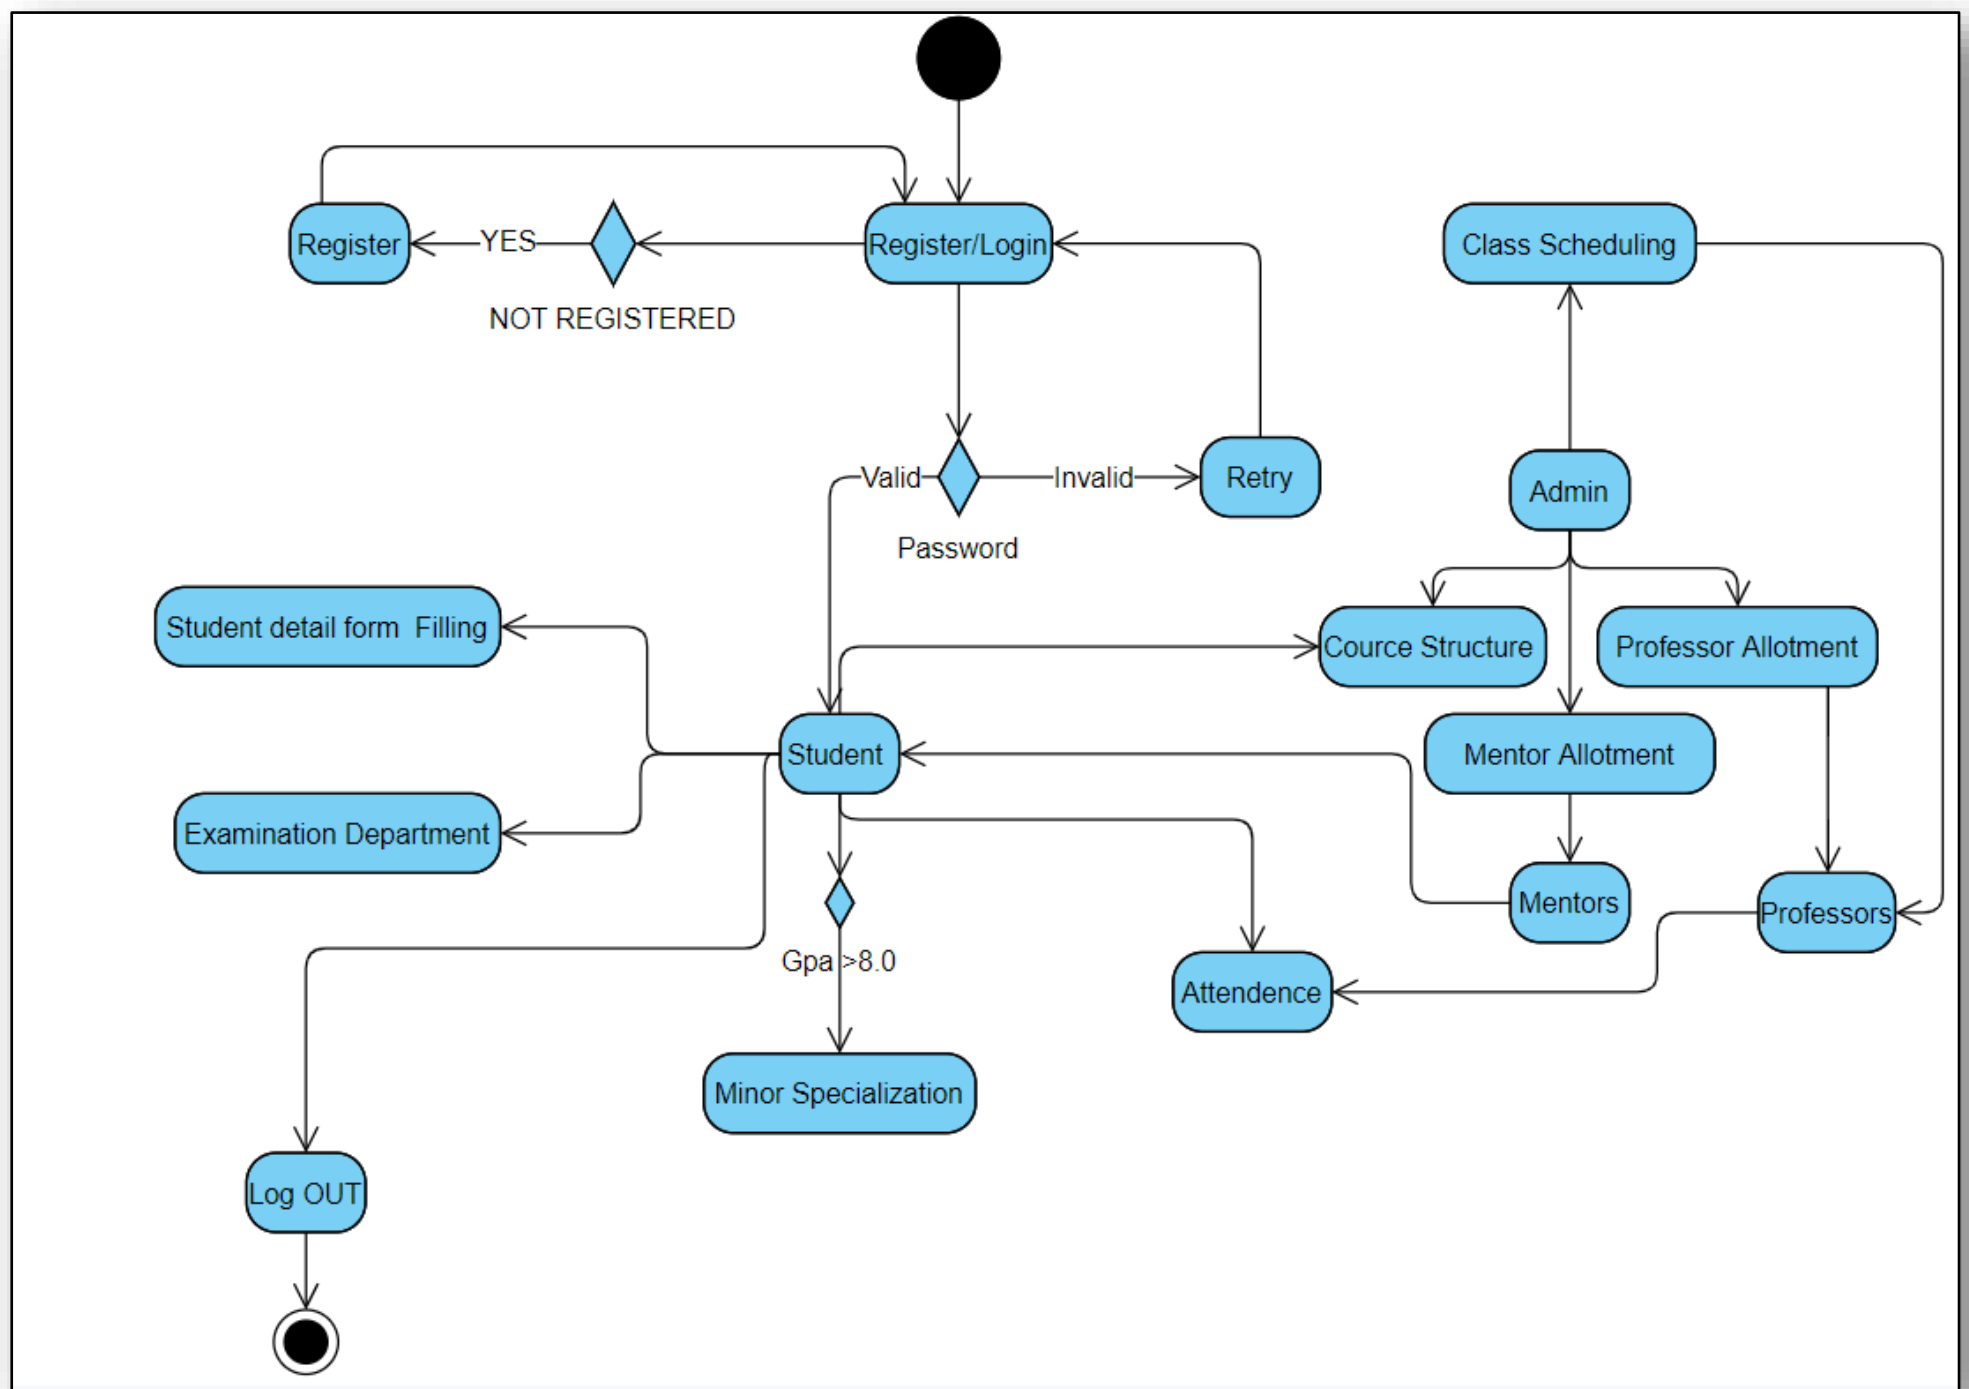 Register
YES
NOT REGISTERED
Register/Login
Class Scheduling
Valid
Invalid
Retry
Admin
Password
Student detail form  Filling
Cource Structure
Professor Allotment
Student
Mentor Allotment
Examination Department
Mentors
Professors
Gpa >8.0
Attendence
Minor Specialization
Log OUT